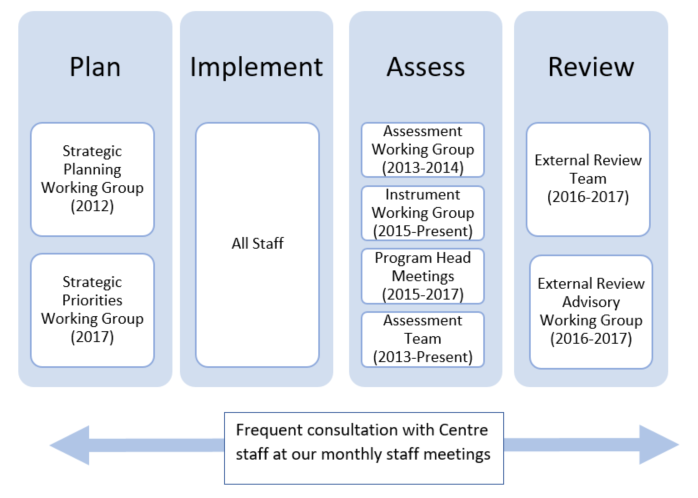 Plan
Strategic
Planning
Working Group
(2012)
Strategic
Priorities
Working Group
(2017)
Implement
All Staff
Assess
Assessment
Working Group
(2013-2014)
Instrument
Working Group
(2015-Present)
Program Head
Meetings
(2015-2017)
Assessment
Team
(2013-Present)
Review
External Review
Team
(2016-2017)
External Review
Advisory
Working Group
(2016-2017)
Frequent consultation with Centre
staff at our monthly staff meetings